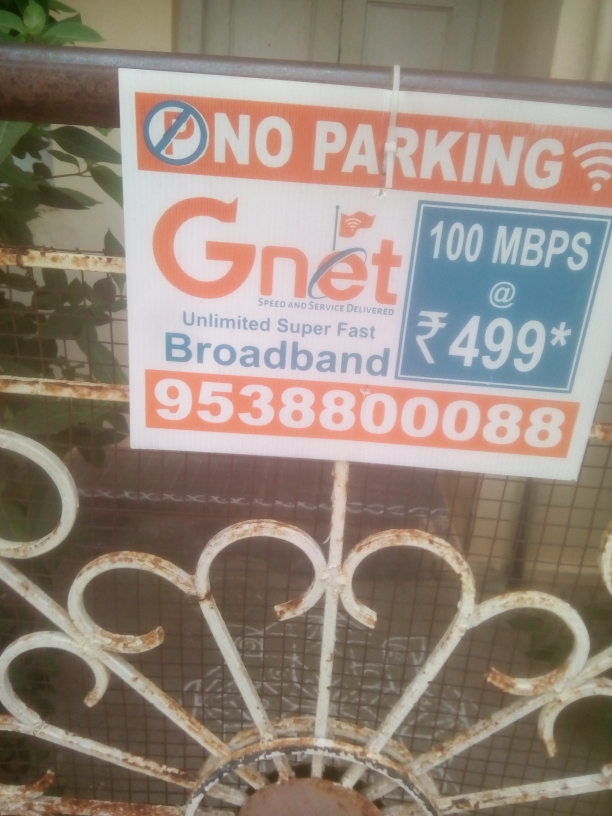 P NO PARKING
Gnet
SPEED AND SERVICE DELIVERED
Unlimited Super Fast
Broadband
100 MBPS
@
₹499*
9538800088